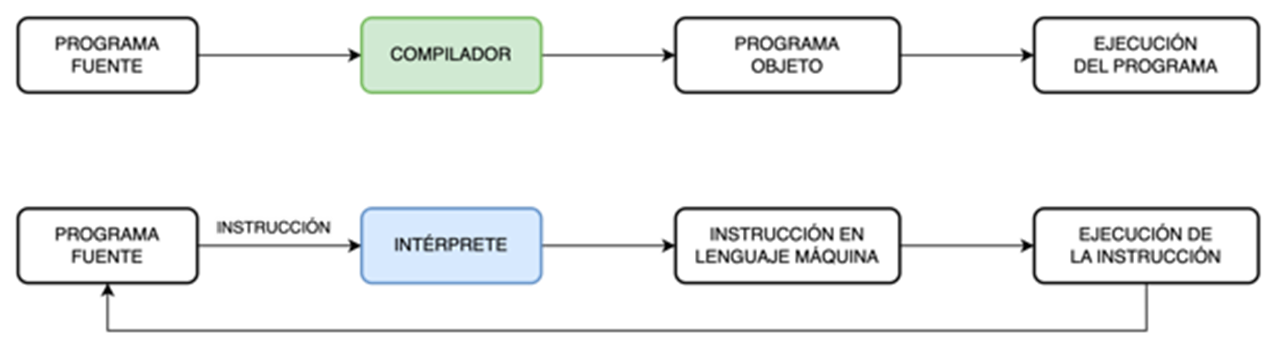 PROGRAMA
FUENTE
COMPILADOR
PROGRAMA
OBJETO
EJECUCIÓN
DEL PROGRAMA
PROGRAMA
FUENTE
INSTRUCCIÓN
INTÉRPRETE
INSTRUCCIÓN EN
LENGUAJE MÁQUINA
EJECUCIÓN DE
LA INSTRUCCIÓN